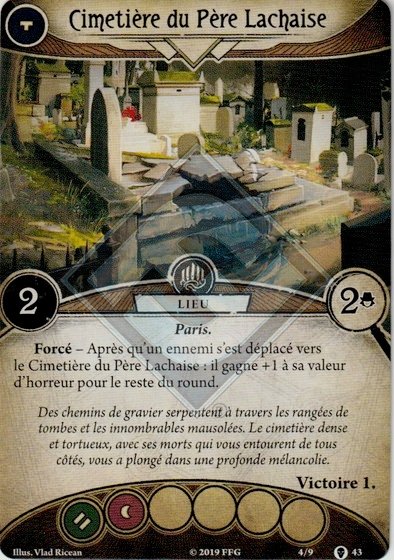 Cimetière du Père Lachaise
2
LIEU
2
Paris.
Forcé – Après qu'un ennemi s'est déplacé vers
le Cimetière du Père Lachaise : il gagne +1 à sa valeur
d'horreur pour le reste du round.
Des chemins de gravier serpentent à travers les rangées de
tombes et les innombrables mausolées. Le cimetière dense
et tortueux, avec ses morts qui vous entourent de tous
côtés, vous a plongé dans une profonde mélancolie.
Victoire 1.
Illus. Vlad Ricean © 2019 FFG 4/9 43